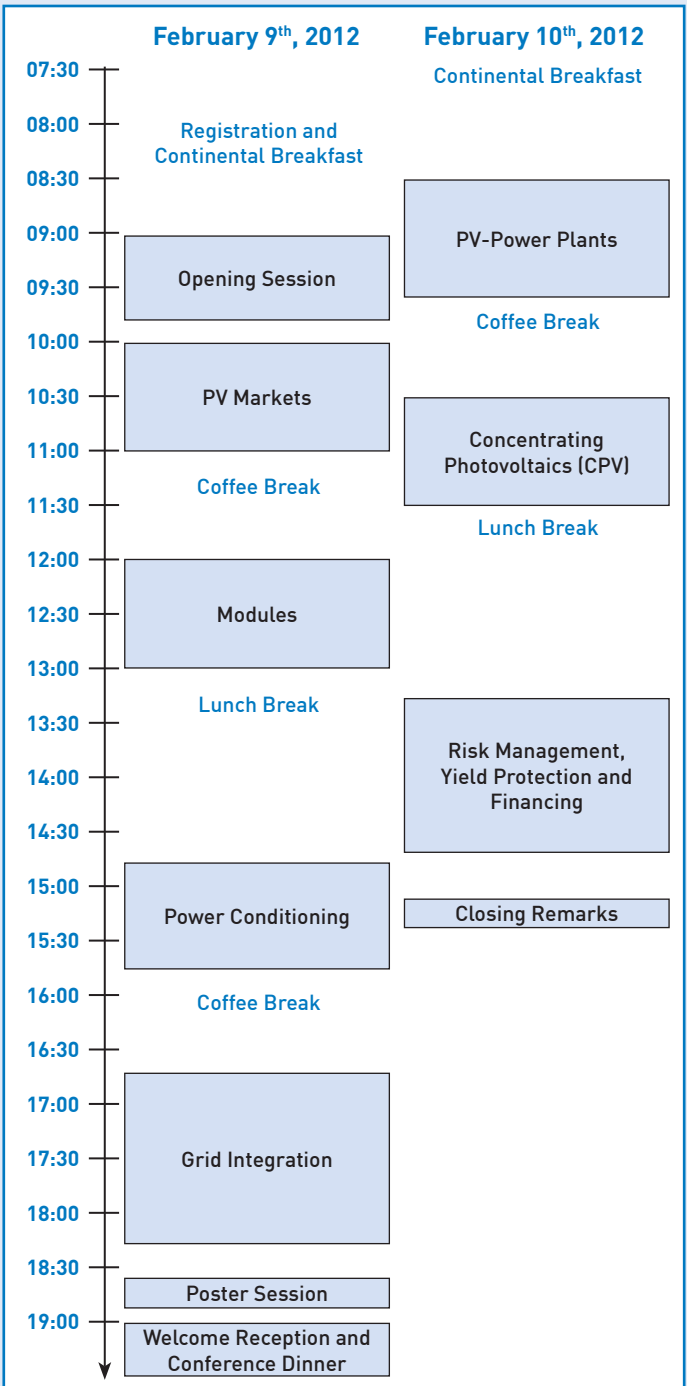 February 9th, 2012
February 10th, 2012
07:30
Continental Breakfast
08:00
Registration and
Continental Breakfast
08:30
09:00
PV-Power Plants
Opening Session
09:30
Coffee Break
10:00
10:30
PV Markets
11:00
Concentrating
Photovoltaics (CPV)
Coffee Break
11:30
Lunch Break
12:00
12:30
Modules
13:00
Lunch Break
13:30
Risk Management,
Yield Protection and
Financing
14:00
14:30
15:00
Power Conditioning
Closing Remarks
15:30
16:00
Coffee Break
16:30
17:00
17:30
Grid Integration
18:00
18:30
Poster Session
19:00
Welcome Reception and
Conference Dinner